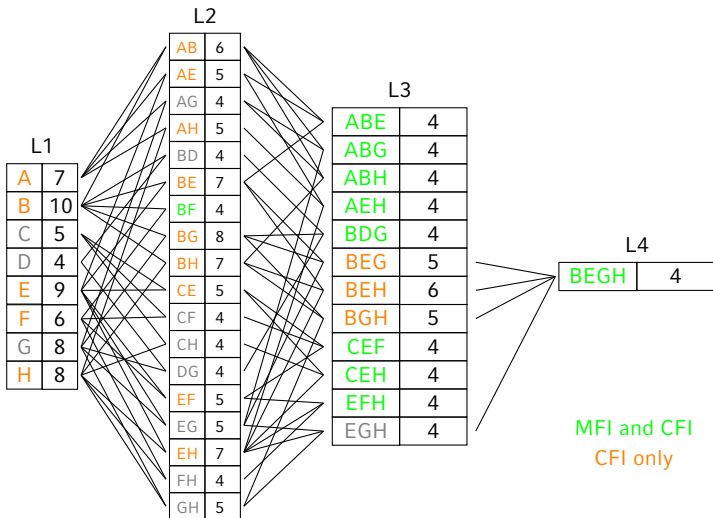 L1
A 7
B 10
C 5
D 4
E 9
F 6
G 8
H 8
L2
AB 6
AE 5
AG 4
AH 5
BD 4
BE 7
BF 4
BG 8
BH 7
CE 5
CF 4
CH 4
DG 4
EF 5
EG 5
EH 7
FH 4
GH 5
L3
ABE 4
ABG 4
ABH 4
AEH 4
BDG 4
BEG 5
BEH 6
BGH 5
CEF 4
CEH 4
EFH 4
EGH 4
L4
BEGH 4
MFI and CFI
CFI only